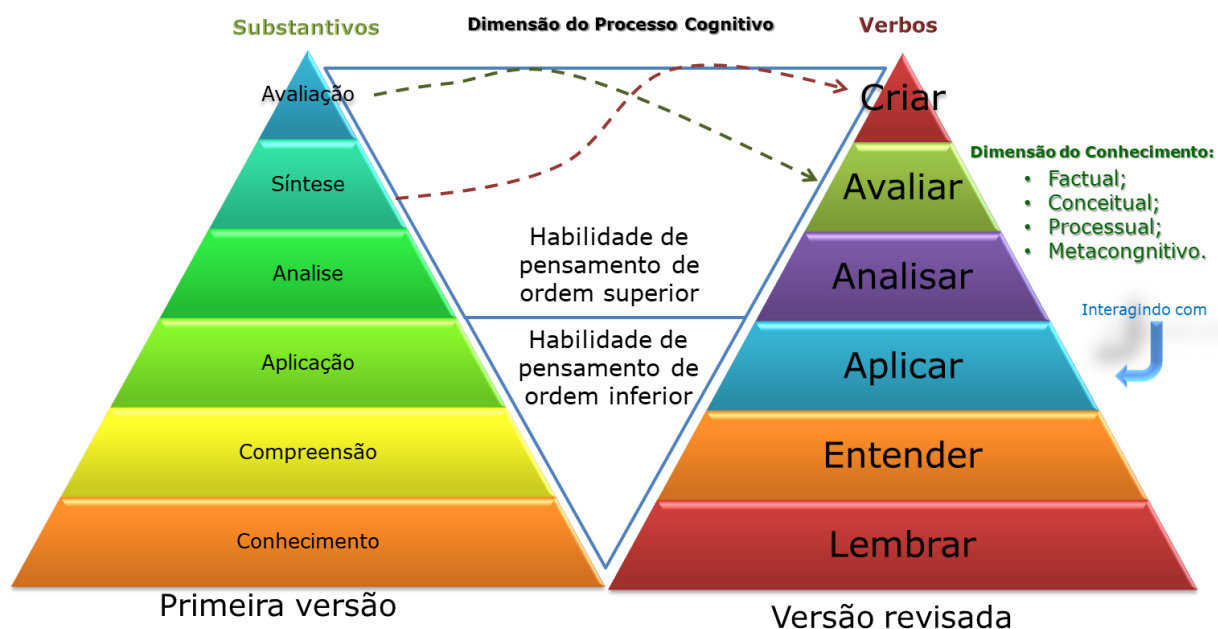 Substantivos
Dimensão do Processo Cognitivo
Verbos
Avaliação
Síntese
Analise
Aplicação
Compreensão
Conhecimento
Primeira versão
Habilidade de
pensamento de
ordem superior
Habilidade de
pensamento de
ordem inferior
Criar
Avaliar
Analisar
Aplicar
Entender
Lembrar
Versão revisada
Dimensão do Conhecimento:
• Factual;
• Conceitual;
• Processual;
• Metacongnitivo.
Interagindo com